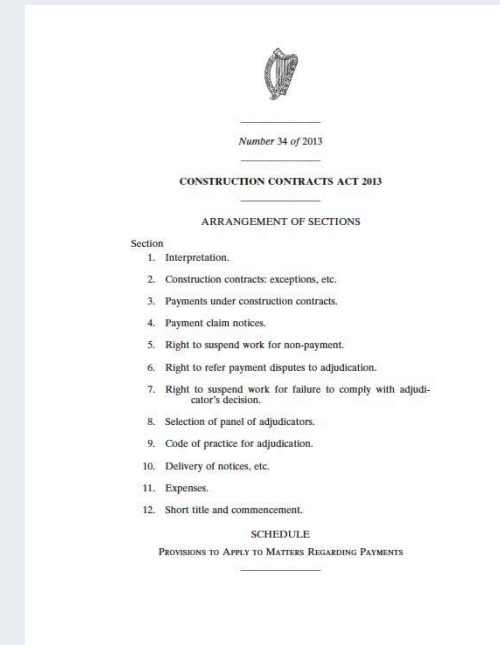 Number 34 of 2013
CONSTRUCTION CONTRACTS ACT 2013
ARRANGEMENT OF SECTIONS
Section
1. Interpretation.
2. Construction contracts: exceptions, etc.
3. Payments under construction contracts.
4. Payment claim notices.
5. Right to suspend work for non-payment.
6. Right to refer payment disputes to adjudication.
7. Right to suspend work for failure to comply with adjudi-
cator's decision.
8. Selection of panel of adjudicators.
9. Code of practice for adjudication.
10. Delivery of notices, etc.
11. Expenses.
12. Short title and commencement.
SCHEDULE
Provisions to Apply to Matters Regarding Payments